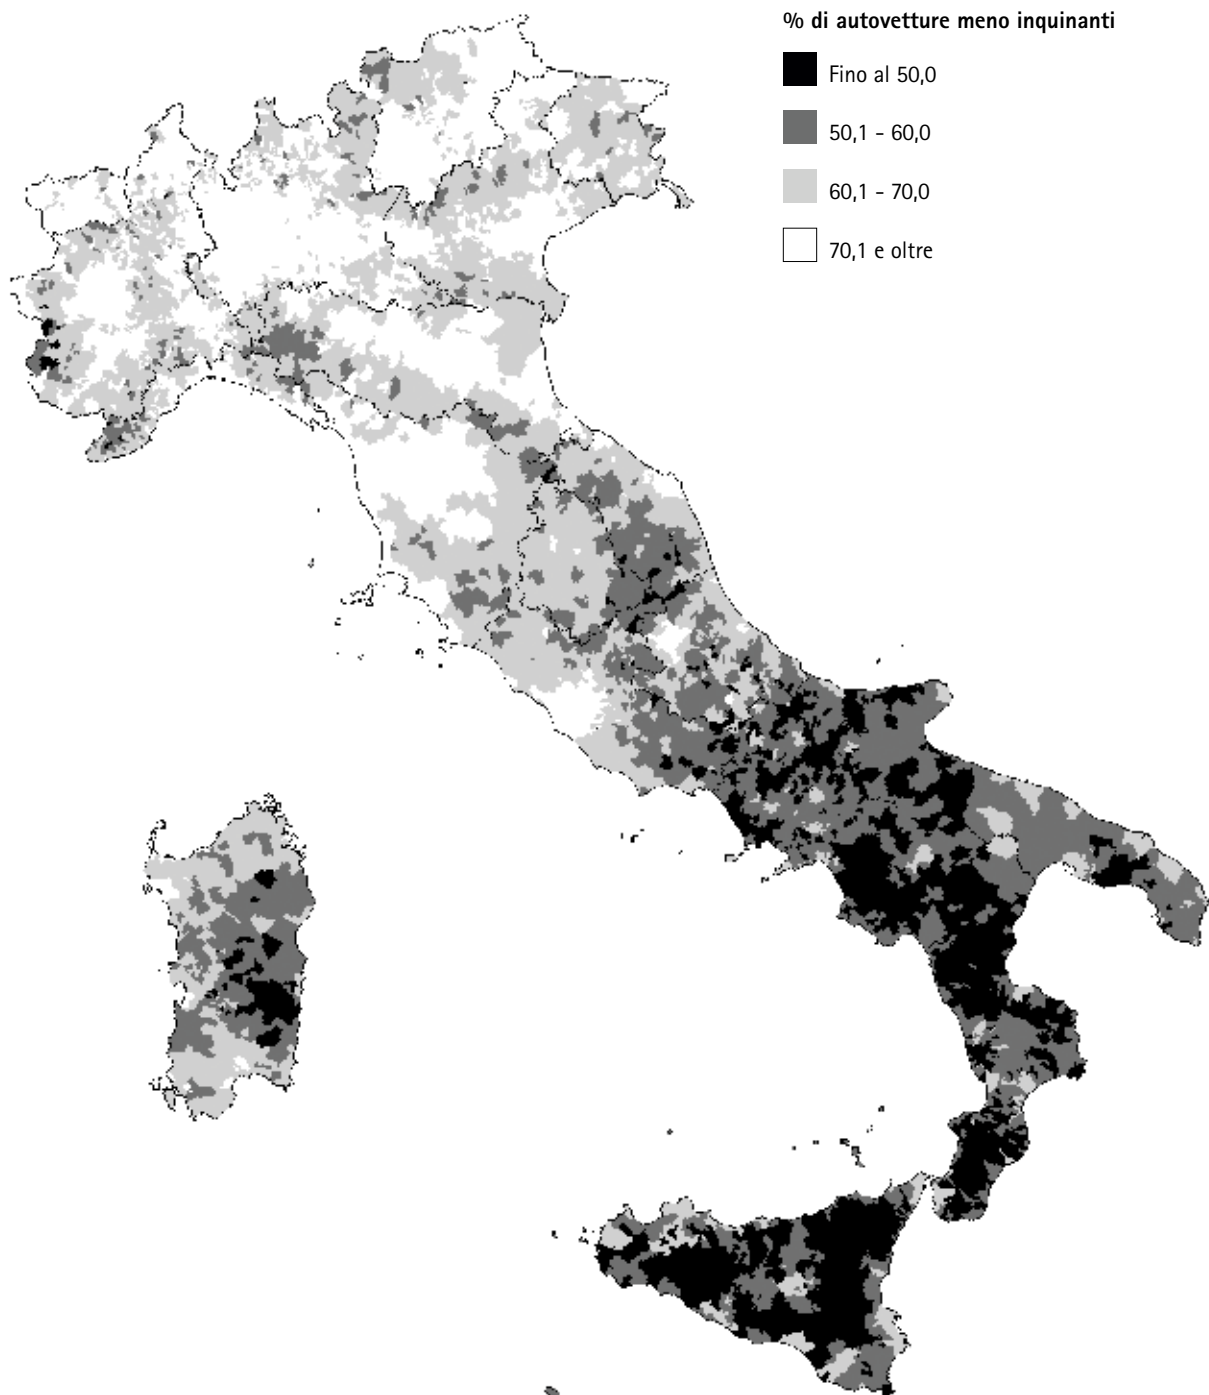 % di autovetture meno inquinanti
Fino al 50,0
50,1 - 60,0
60,1 - 70,0
70,1 e oltre